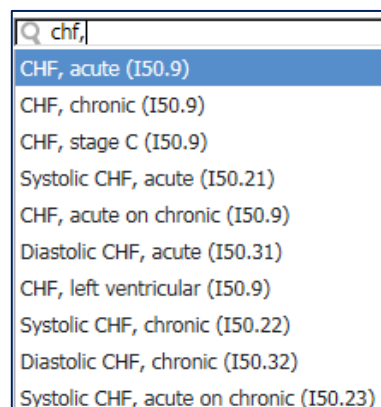 chf,
CHF, acute (I50.9)
CHF, chronic (I50.9)
CHF, stage C (I50.9)
Systolic CHF, acute (I50.21)
CHF, acute on chronic (I50.9)
Diastolic CHF, acute (I50.31)
CHF, left ventricular (I50.9)
Systolic CHF, chronic (I50.22)
Diastolic CHF, chronic (I50.32)
Systolic CHF, acute on chronic (I50.23)